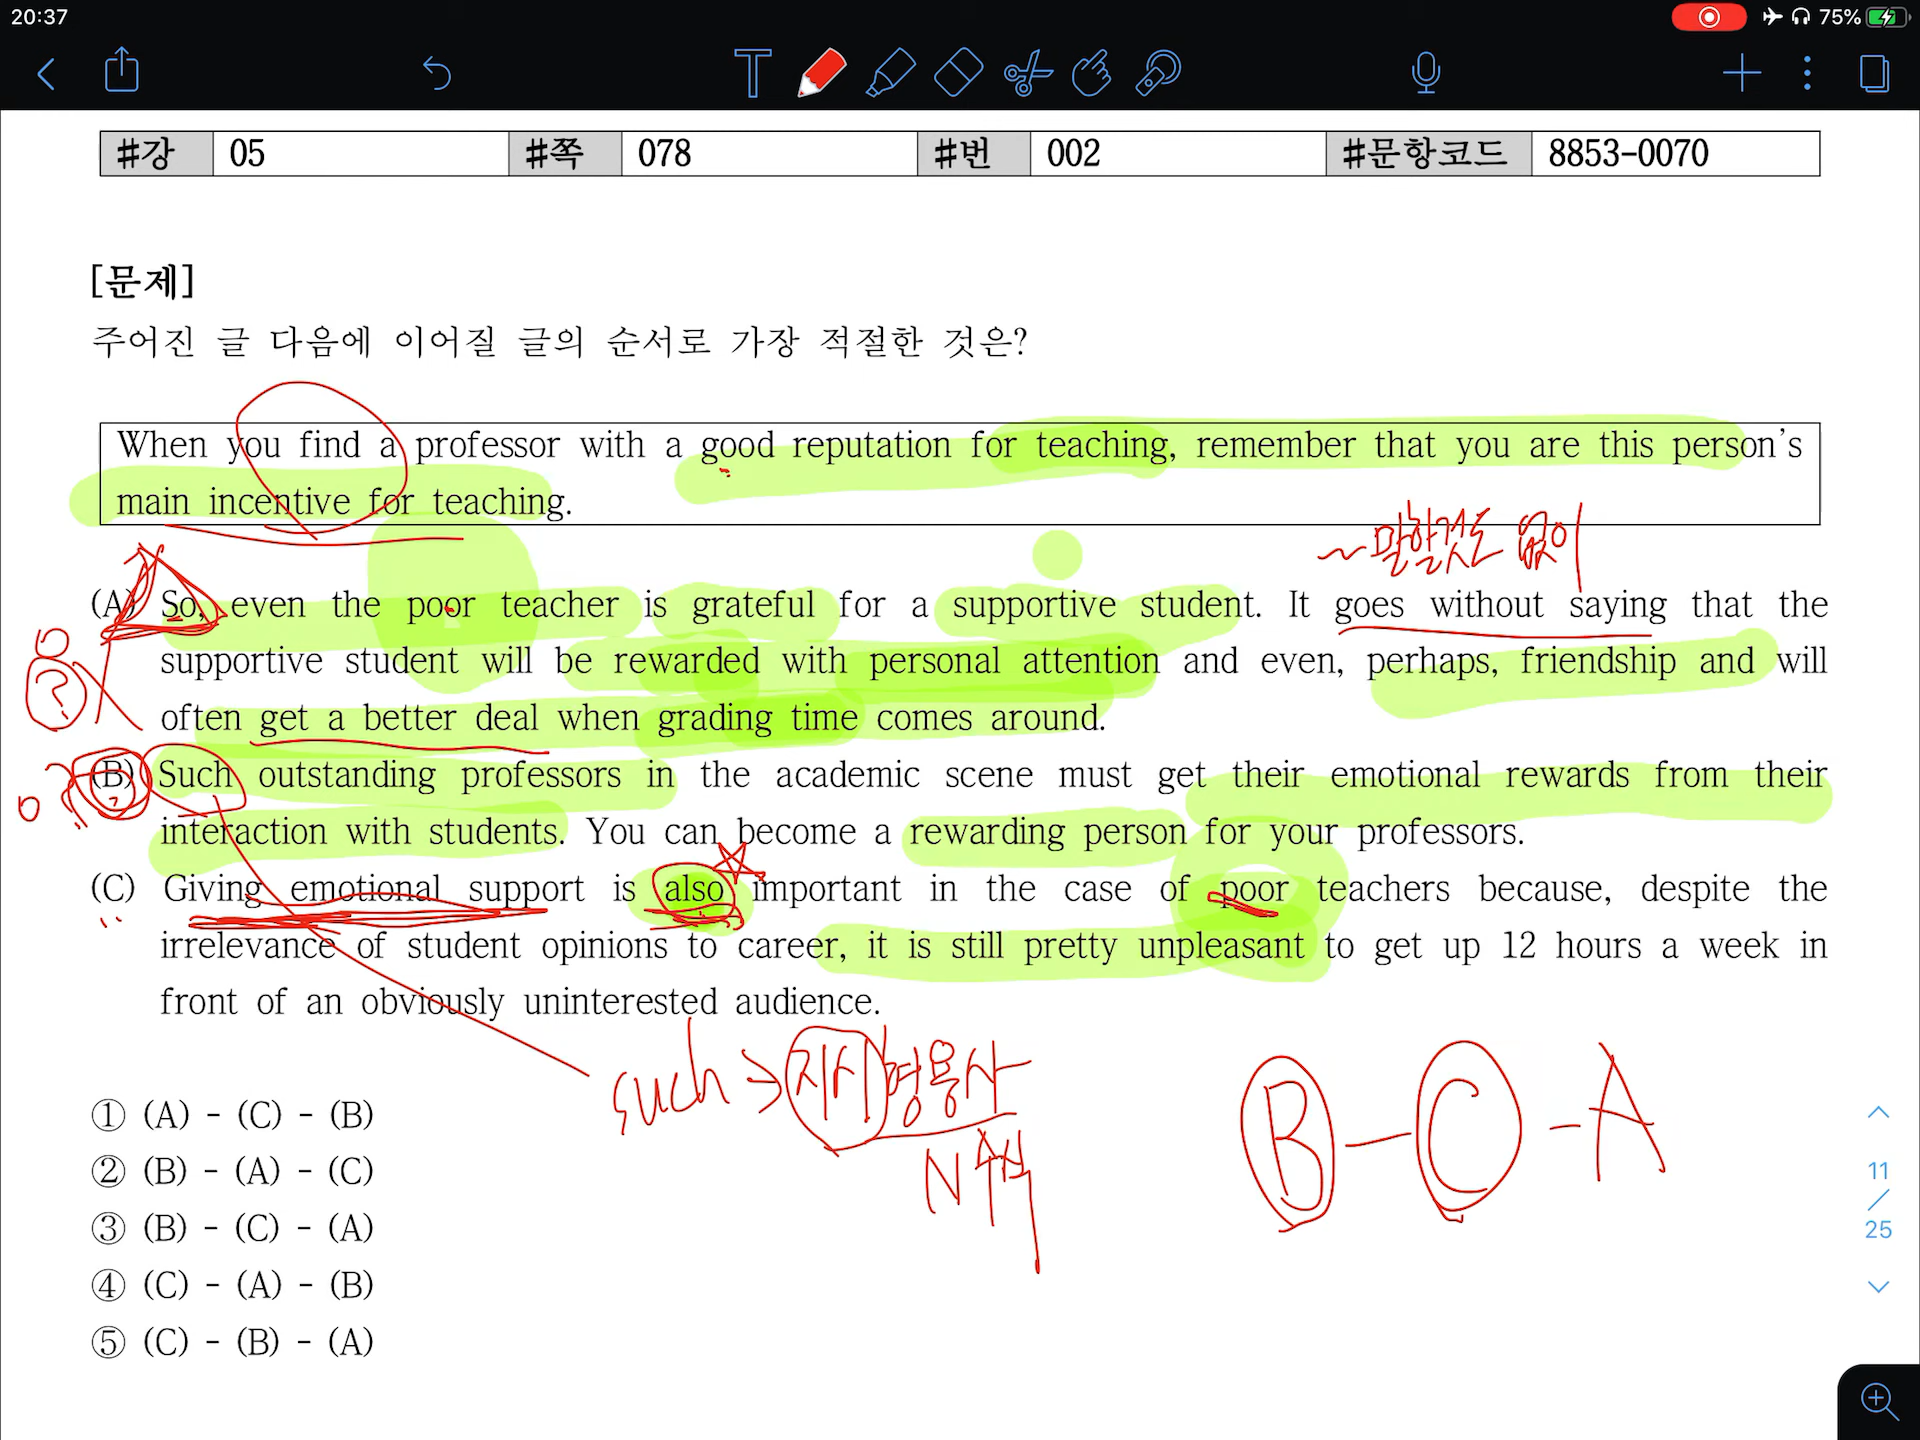 20:37
75%
#강 05 #쪽 078 #번 002 #문항코드 8853-0070
[문제]
주어진 글 다음에 이어질 글의 순서로 가장 적절한 것은?
When you find a professor with a good reputation for teaching, remember that you are this person's
main incentive for teaching.
~말할것도 없이
(A) So, even the poor teacher is grateful for a supportive student. It goes without saying that the
supportive student will be rewarded with personal attention and even, perhaps, friendship and will
often get a better deal when grading time comes around.
(B) Such outstanding professors in the academic scene must get their emotional rewards from their
interaction with students. You can become a rewarding person for your professors.
(C) Giving emotional support is also important in the case of poor teachers because, despite the
irrelevance of student opinions to career, it is still pretty unpleasant to get up 12 hours a week in
front of an obviously uninterested audience.
such → 지시형용사
N수식
B - C - A
① (A) - (C) - (B)
② (B) - (A) - (C)
③ (B) - (C) - (A)
④ (C) - (A) - (B)
⑤ (C) - (B) - (A)
11
/
25